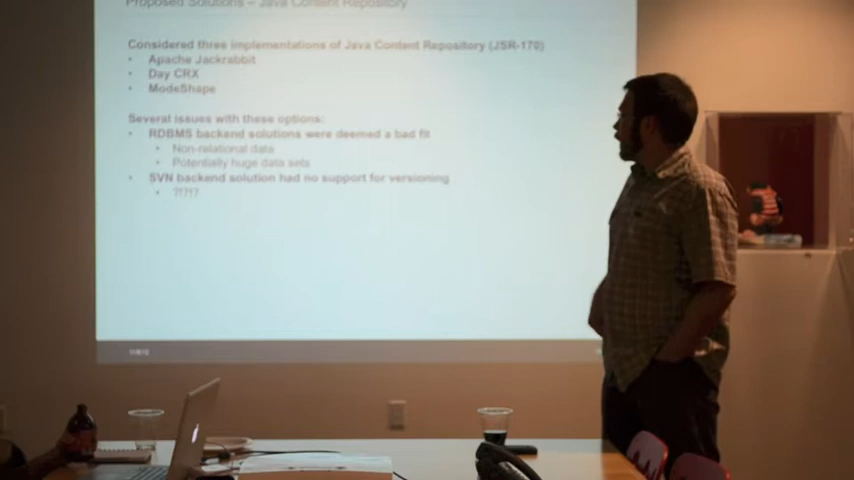 Proposed Solutions – Java Content Repository
Considered three implementations of Java Content Repository (JSR-170)
• Apache Jackrabbit
• Day CRX
• ModeShape
Several issues with these options:
• RDBMS backend solutions were deemed a bad fit
• Non-relational data
• Potentially huge data sets
• SVN backend solution had no support for versioning
• ?!?!?